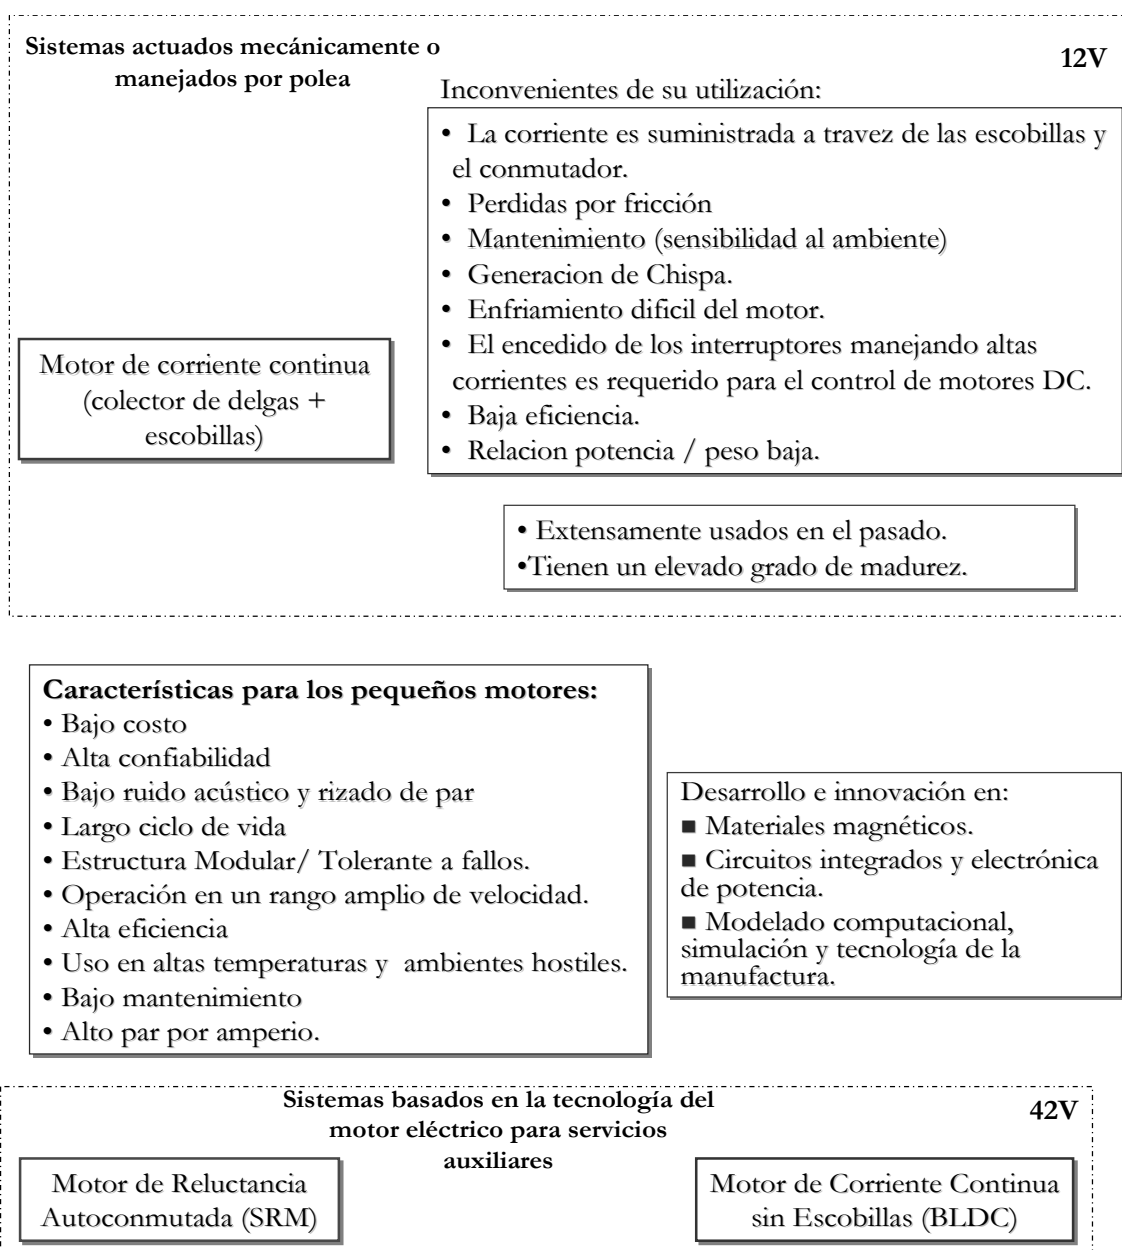 Sistemas actuados mecánicamente o
manejados por polea
12V
Inconvenientes de su utilización:
• La corriente es suministrada a travez de las escobillas y
el conmutador.
• Perdidas por fricción
• Mantenimiento (sensibilidad al ambiente)
• Generacion de Chispa.
• Enfriamiento dificil del motor.
• El encedido de los interruptores manejando altas
corrientes es requerido para el control de motores DC.
• Baja eficiencia.
• Relacion potencia / peso baja.
Motor de corriente continua
(colector de delgas +
escobillas)
• Extensamente usados en el pasado.
•Tienen un elevado grado de madurez.
Características para los pequeños motores:
• Bajo costo
• Alta confiabilidad
• Bajo ruido acústico y rizado de par
• Largo ciclo de vida
• Estructura Modular/ Tolerante a fallos.
• Operación en un rango amplio de velocidad.
• Alta eficiencia
• Uso en altas temperaturas y ambientes hostiles.
• Bajo mantenimiento
• Alto par por amperio.
Desarrollo e innovación en:
■ Materiales magnéticos.
■ Circuitos integrados y electrónica
de potencia.
■ Modelado computacional,
simulación y tecnología de la
manufactura.
Sistemas basados en la tecnología del
motor eléctrico para servicios
auxiliares
42V
Motor de Reluctancia
Autoconmutada (SRM)
Motor de Corriente Continua
sin Escobillas (BLDC)